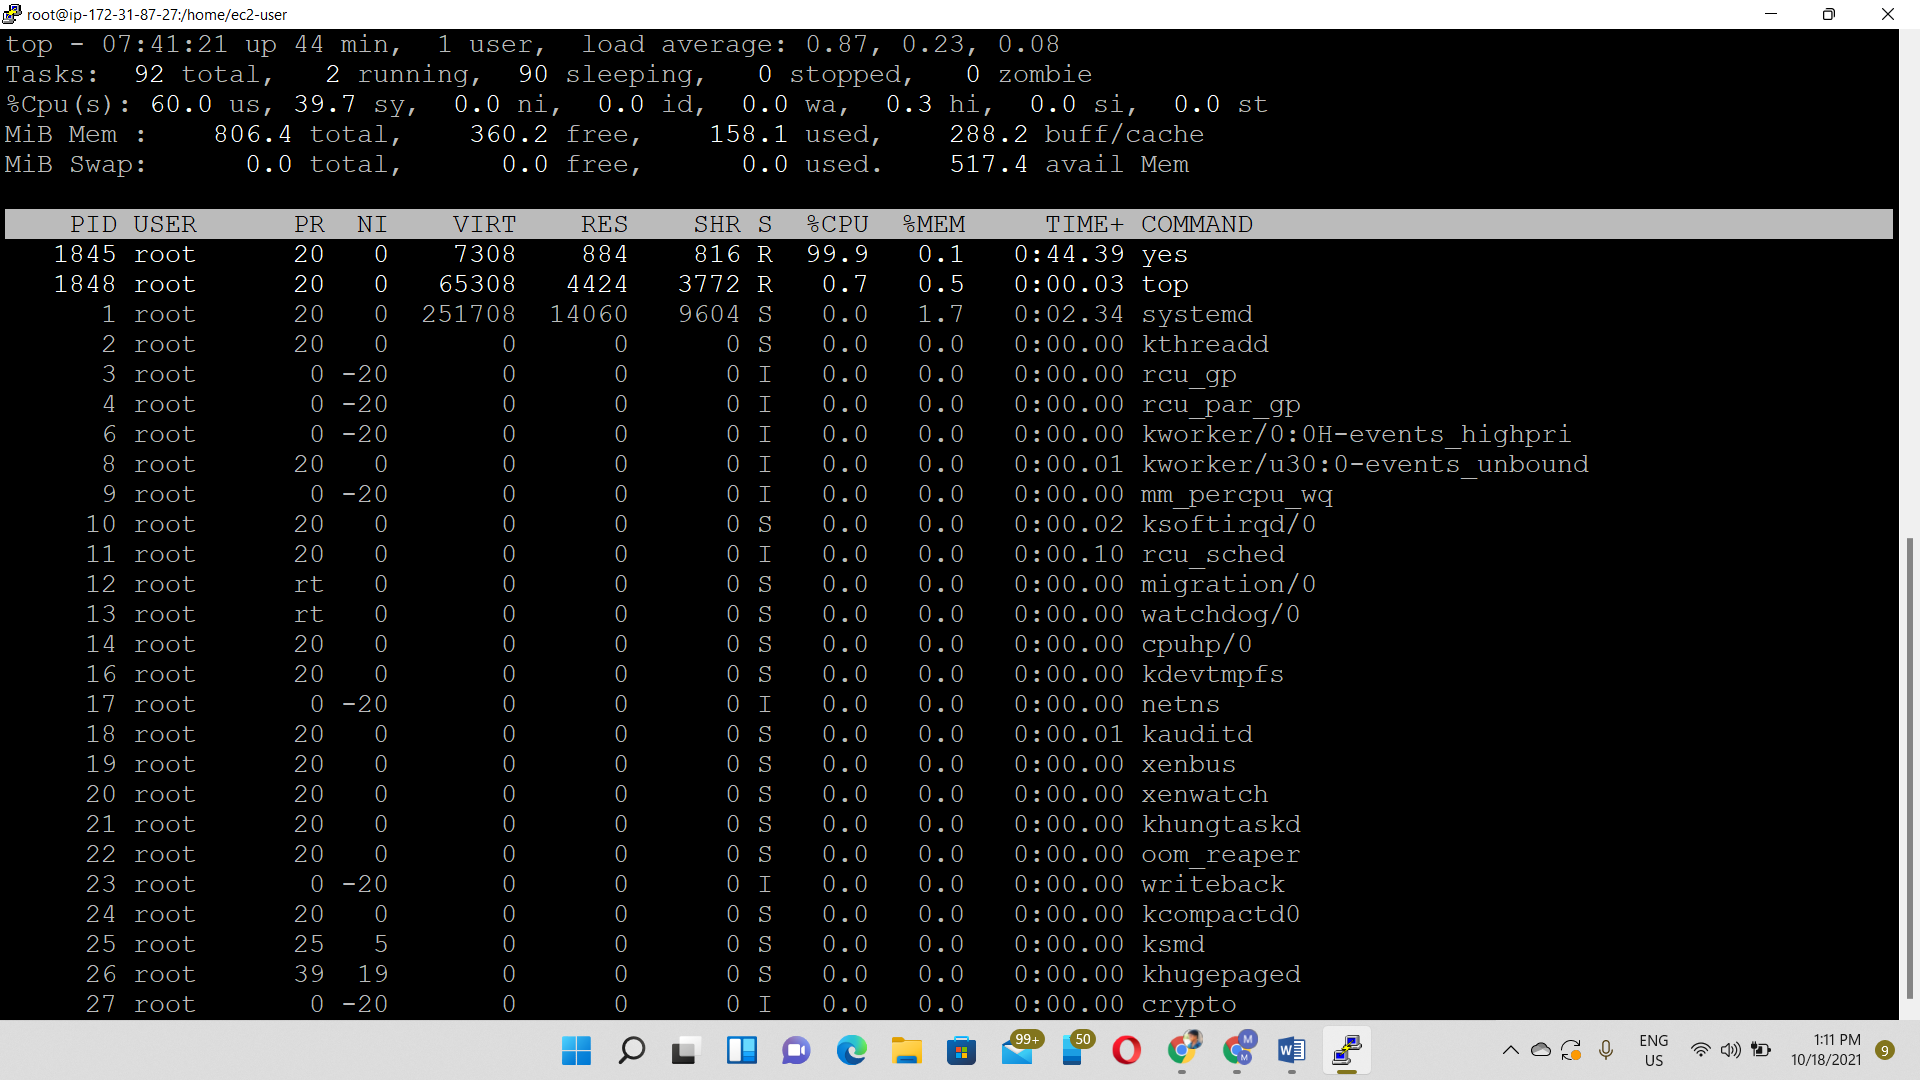 root@ip-172-31-87-27:/home/ec2-user
top - 07:41:21 up 44 min,  1 user,  load average: 0.87, 0.23, 0.08
Tasks:  92 total,   2 running,  90 sleeping,   0 stopped,   0 zombie
%Cpu(s): 60.0 us, 39.7 sy,  0.0 ni,  0.0 id,  0.0 wa,  0.3 hi,  0.0 si,  0.0 st
MiB Mem :    806.4 total,    360.2 free,    158.1 used,    288.2 buff/cache
MiB Swap:      0.0 total,      0.0 free,      0.0 used.    517.4 avail Mem
PID USER      PR  NI    VIRT    RES    SHR S  %CPU  %MEM     TIME+ COMMAND
1845 root      20   0    7308    884    816 R  99.9   0.1   0:44.39 yes
1848 root      20   0   65308   4424   3772 R   0.7   0.5   0:00.03 top
1 root      20   0  251708  14060   9604 S   0.0   1.7   0:02.34 systemd
2 root      20   0       0      0      0 S   0.0   0.0   0:00.00 kthreadd
3 root       0 -20       0      0      0 I   0.0   0.0   0:00.00 rcu_gp
4 root       0 -20       0      0      0 I   0.0   0.0   0:00.00 rcu_par_gp
6 root       0 -20       0      0      0 I   0.0   0.0   0:00.00 kworker/0:0H-events_highpri
8 root      20   0       0      0      0 I   0.0   0.0   0:00.01 kworker/u30:0-events_unbound
9 root       0 -20       0      0      0 I   0.0   0.0   0:00.00 mm_percpu_wq
10 root      20   0       0      0      0 S   0.0   0.0   0:00.02 ksoftirqd/0
11 root      20   0       0      0      0 I   0.0   0.0   0:00.10 rcu_sched
12 root      rt   0       0      0      0 S   0.0   0.0   0:00.00 migration/0
13 root      rt   0       0      0      0 S   0.0   0.0   0:00.00 watchdog/0
14 root      20   0       0      0      0 S   0.0   0.0   0:00.00 cpuhp/0
16 root      20   0       0      0      0 S   0.0   0.0   0:00.00 kdevtmpfs
17 root       0 -20       0      0      0 I   0.0   0.0   0:00.00 netns
18 root      20   0       0      0      0 S   0.0   0.0   0:00.01 kauditd
19 root      20   0       0      0      0 S   0.0   0.0   0:00.00 xenbus
20 root      20   0       0      0      0 S   0.0   0.0   0:00.00 xenwatch
21 root      20   0       0      0      0 S   0.0   0.0   0:00.00 khungtaskd
22 root      20   0       0      0      0 S   0.0   0.0   0:00.00 oom_reaper
23 root       0 -20       0      0      0 I   0.0   0.0   0:00.00 writeback
24 root      20   0       0      0      0 S   0.0   0.0   0:00.00 kcompactd0
25 root      25   5       0      0      0 S   0.0   0.0   0:00.00 ksmd
26 root      39  19       0      0      0 S   0.0   0.0   0:00.00 khugepaged
27 root       0 -20       0      0      0 I   0.0   0.0   0:00.00 crypto
99+ 50 M M W ENG 1:11 PM
US 10/18/2021 9